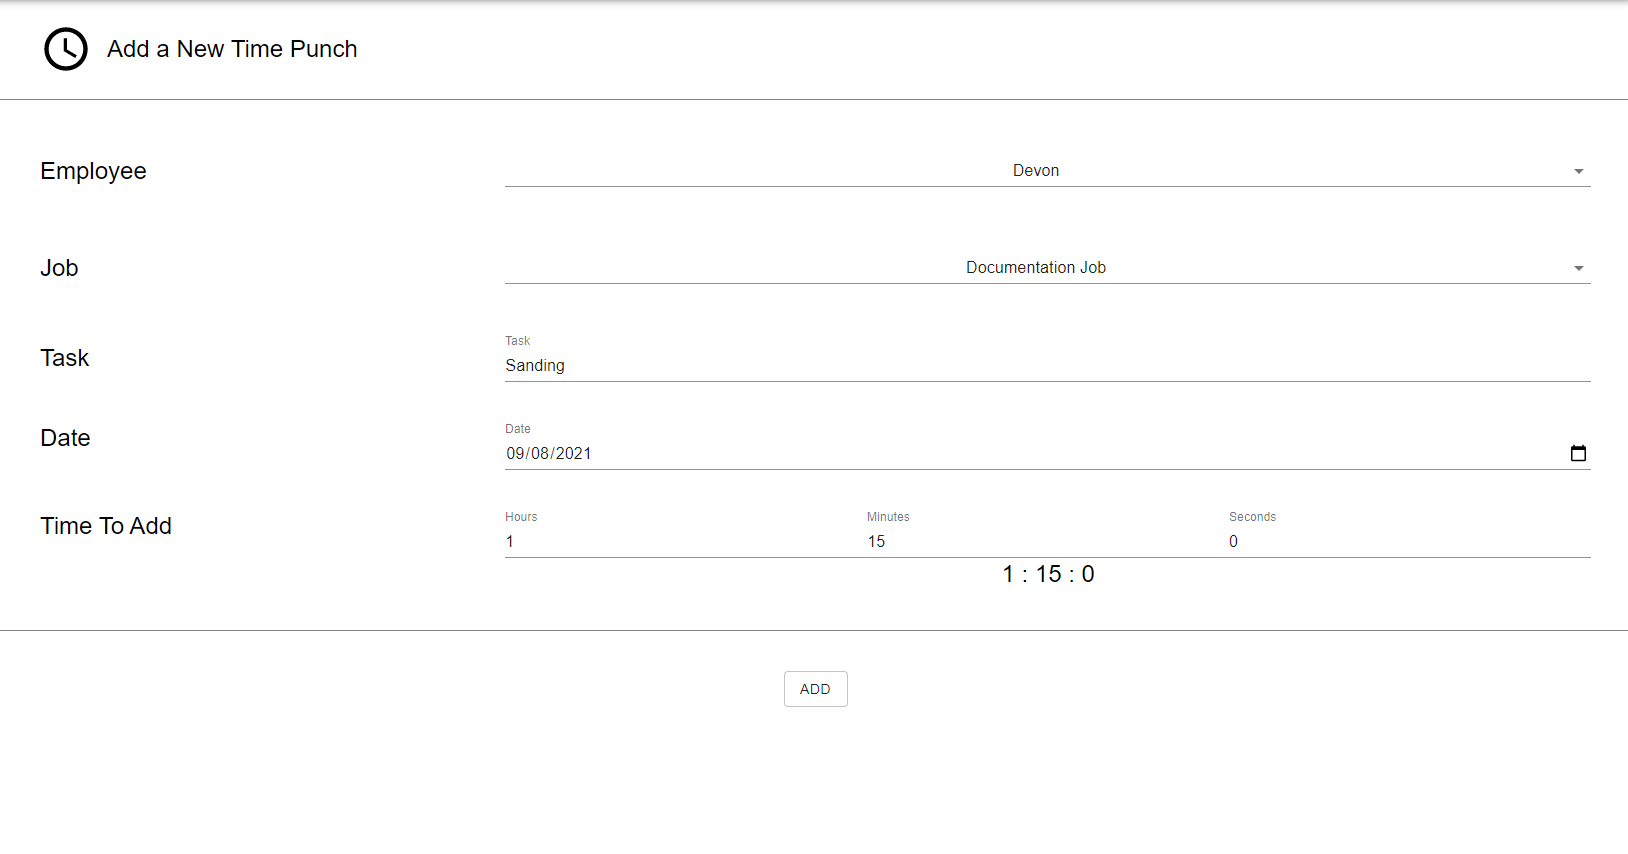 Add a New Time Punch
Employee
Devon
Job
Documentation Job
Task
Task
Sanding
Date
Date
09/08/2021
Time To Add
Hours
Minutes
Seconds
1
15
0
1 : 15 : 0
ADD